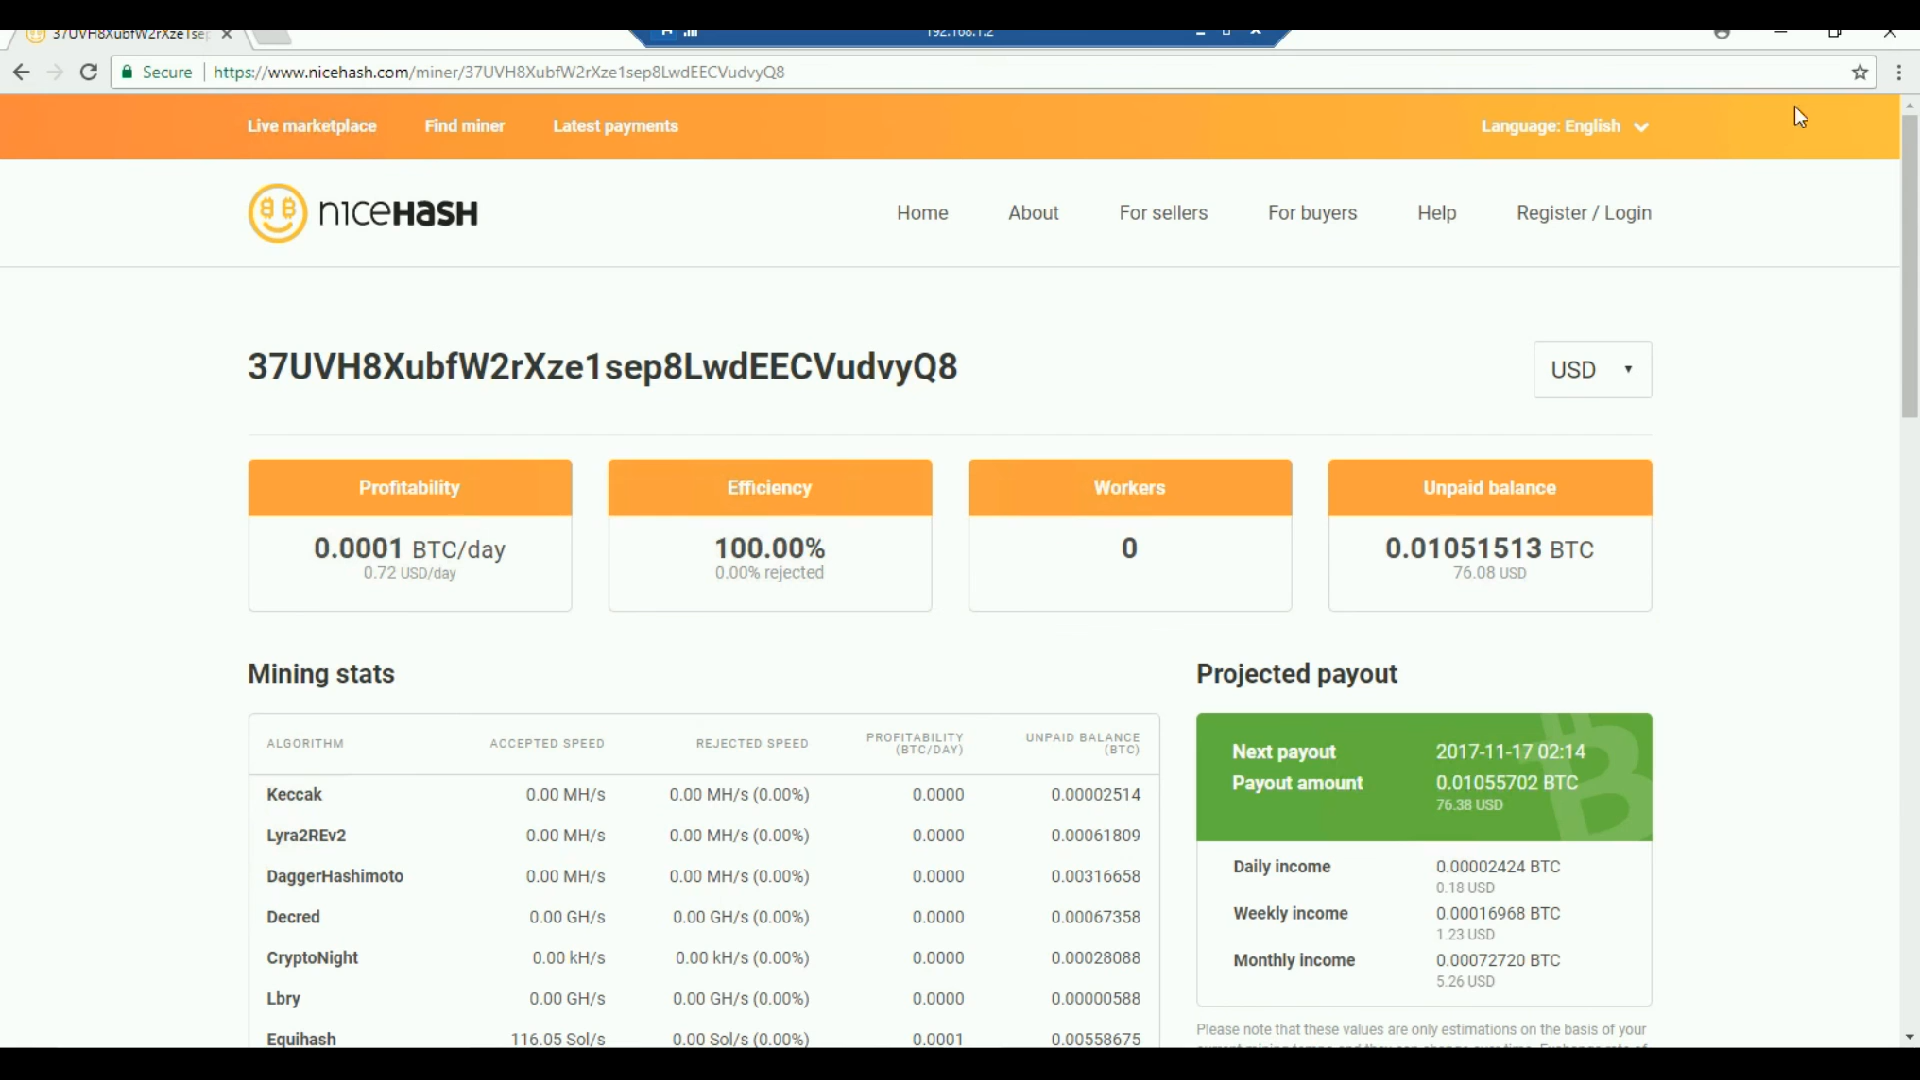 37UVH8XubfW2rXze1sep
192.168.1.2
Secure https://www.nicehash.com/miner/37UVH8XubfW2rXze1sep8LwdEECVudvyQ8
Live marketplace Find miner Latest payments Language: English
nıceHasH Home About For sellers For buyers Help Register / Login
37UVH8XubfW2rXze1sep8LwdEECVudvyQ8 USD
Profitability Efficiency Workers Unpaid balance
0.0001 BTC/day 100.00% 0 0.01051513 BTC
0.72 USD/day 0.00% rejected 76.08 USD
Mining stats
ALGORITHM ACCEPTED SPEED REJECTED SPEED PROFITABILITY (BTC/DAY) UNPAID BALANCE (BTC)
Keccak 0.00 MH/s 0.00 MH/s (0.00%) 0.0000 0.00002514
Lyra2REv2 0.00 MH/s 0.00 MH/s (0.00%) 0.0000 0.00061809
DaggerHashimoto 0.00 MH/s 0.00 MH/s (0.00%) 0.0000 0.00316658
Decred 0.00 GH/s 0.00 GH/s (0.00%) 0.0000 0.00067358
CryptoNight 0.00 kH/s 0.00 kH/s (0.00%) 0.0000 0.00028088
Lbry 0.00 GH/s 0.00 GH/s (0.00%) 0.0000 0.00000588
Equihash 116.05 Sol/s 0.00 Sol/s (0.00%) 0.0001 0.00558675
Projected payout
Next payout 2017-11-17 02:14
Payout amount 0.01055702 BTC
76.38 USD
Daily income 0.00002424 BTC
0.18 USD
Weekly income 0.00016968 BTC
1.23 USD
Monthly income 0.00072720 BTC
5.26 USD
Please note that these values are only estimations on the basis of your